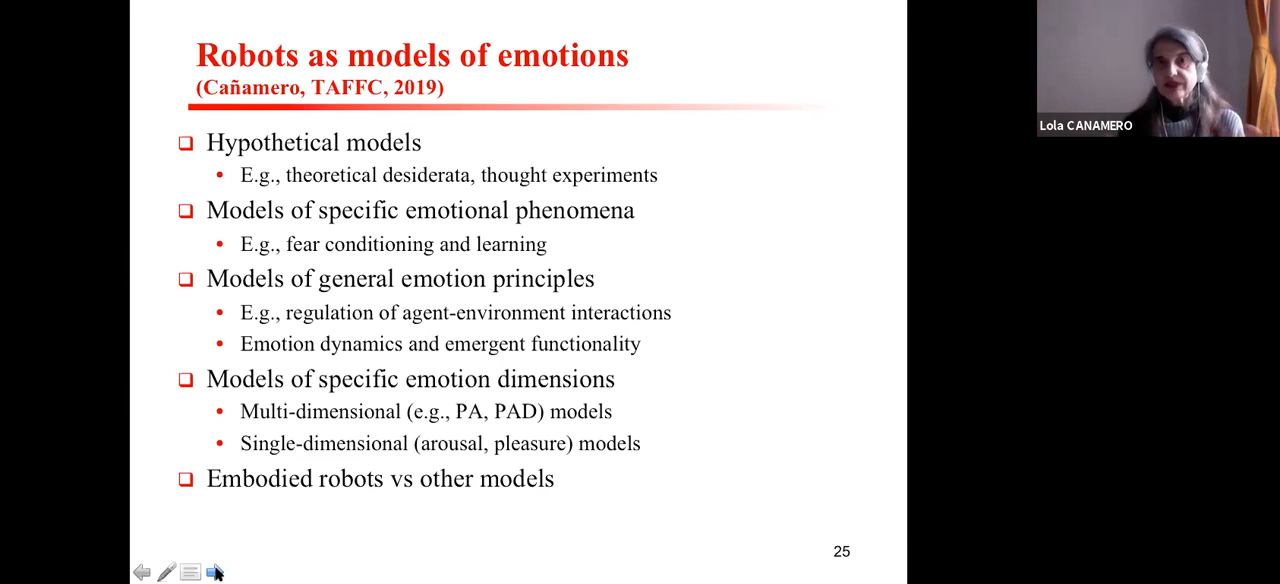 Robots as models of emotions
(Cañamero, TAFFC, 2019)
Hypothetical models
E.g., theoretical desiderata, thought experiments
Models of specific emotional phenomena
E.g., fear conditioning and learning
Models of general emotion principles
E.g., regulation of agent-environment interactions
Emotion dynamics and emergent functionality
Models of specific emotion dimensions
Multi-dimensional (e.g., PA, PAD) models
Single-dimensional (arousal, pleasure) models
Embodied robots vs other models
25
Lola CANAMERO